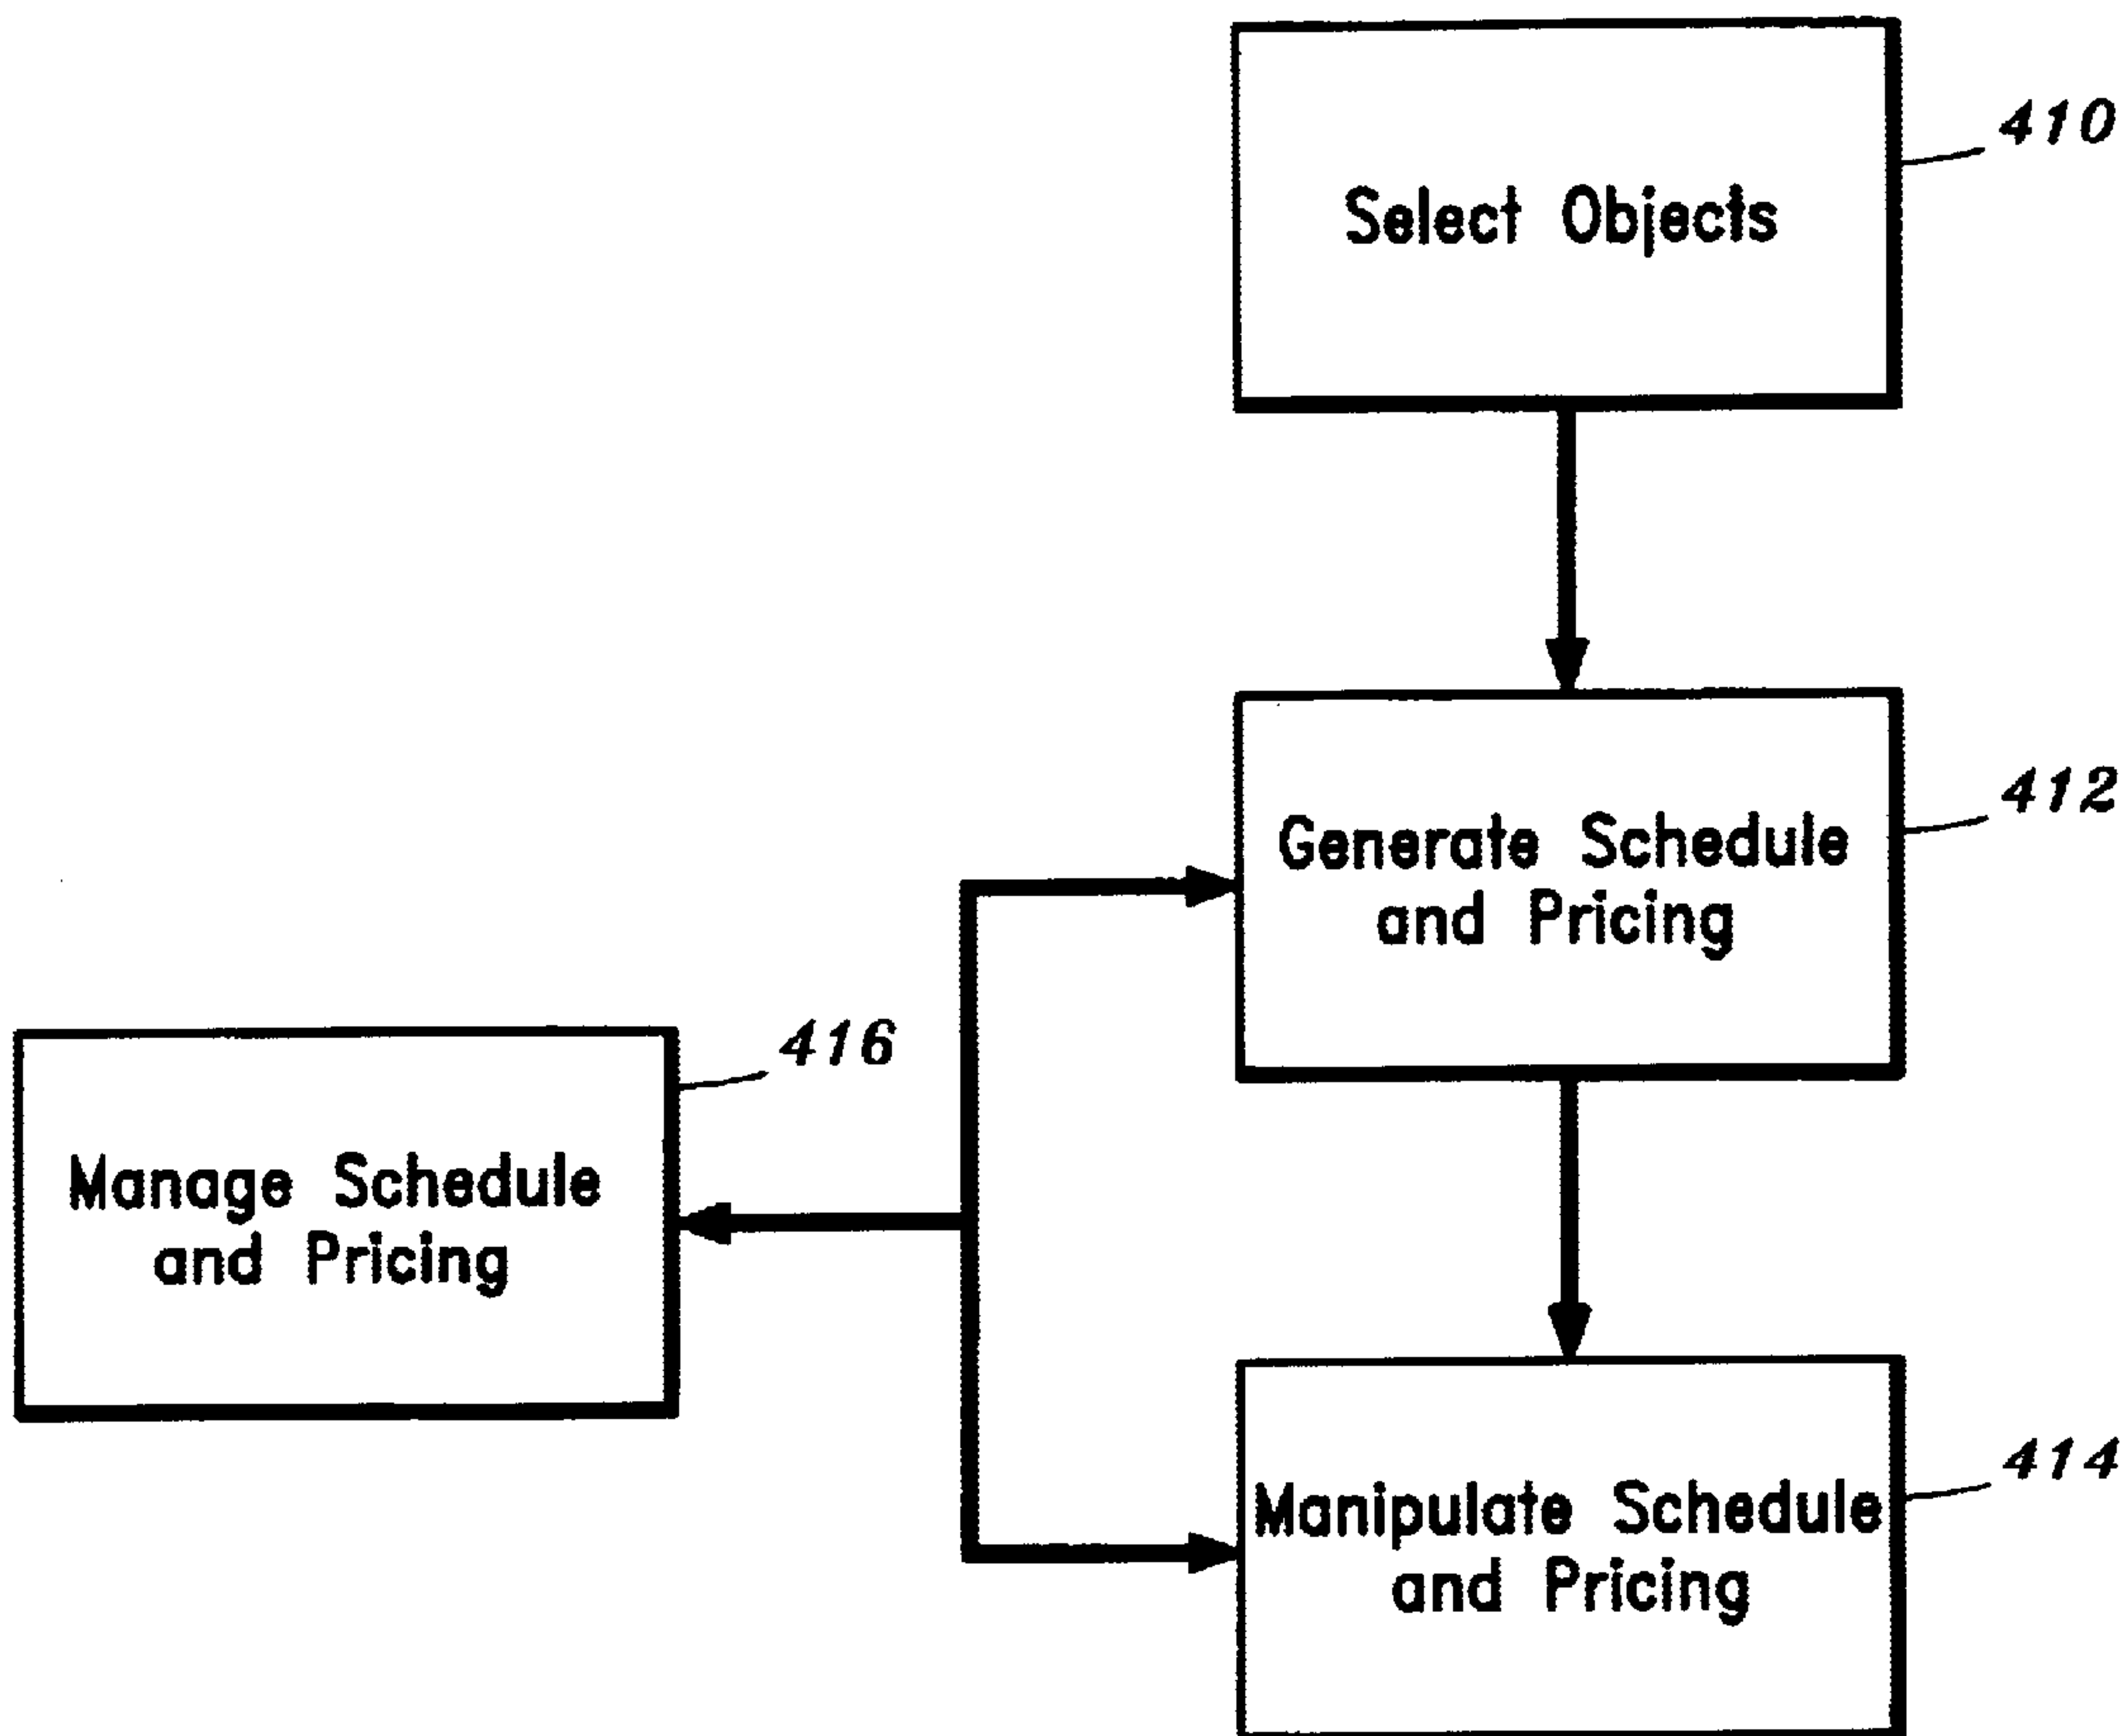 410
Select Objects
412
Generate Schedule
and Pricing
416
Manage Schedule
and Pricing
414
Manipulate Schedule
and Pricing